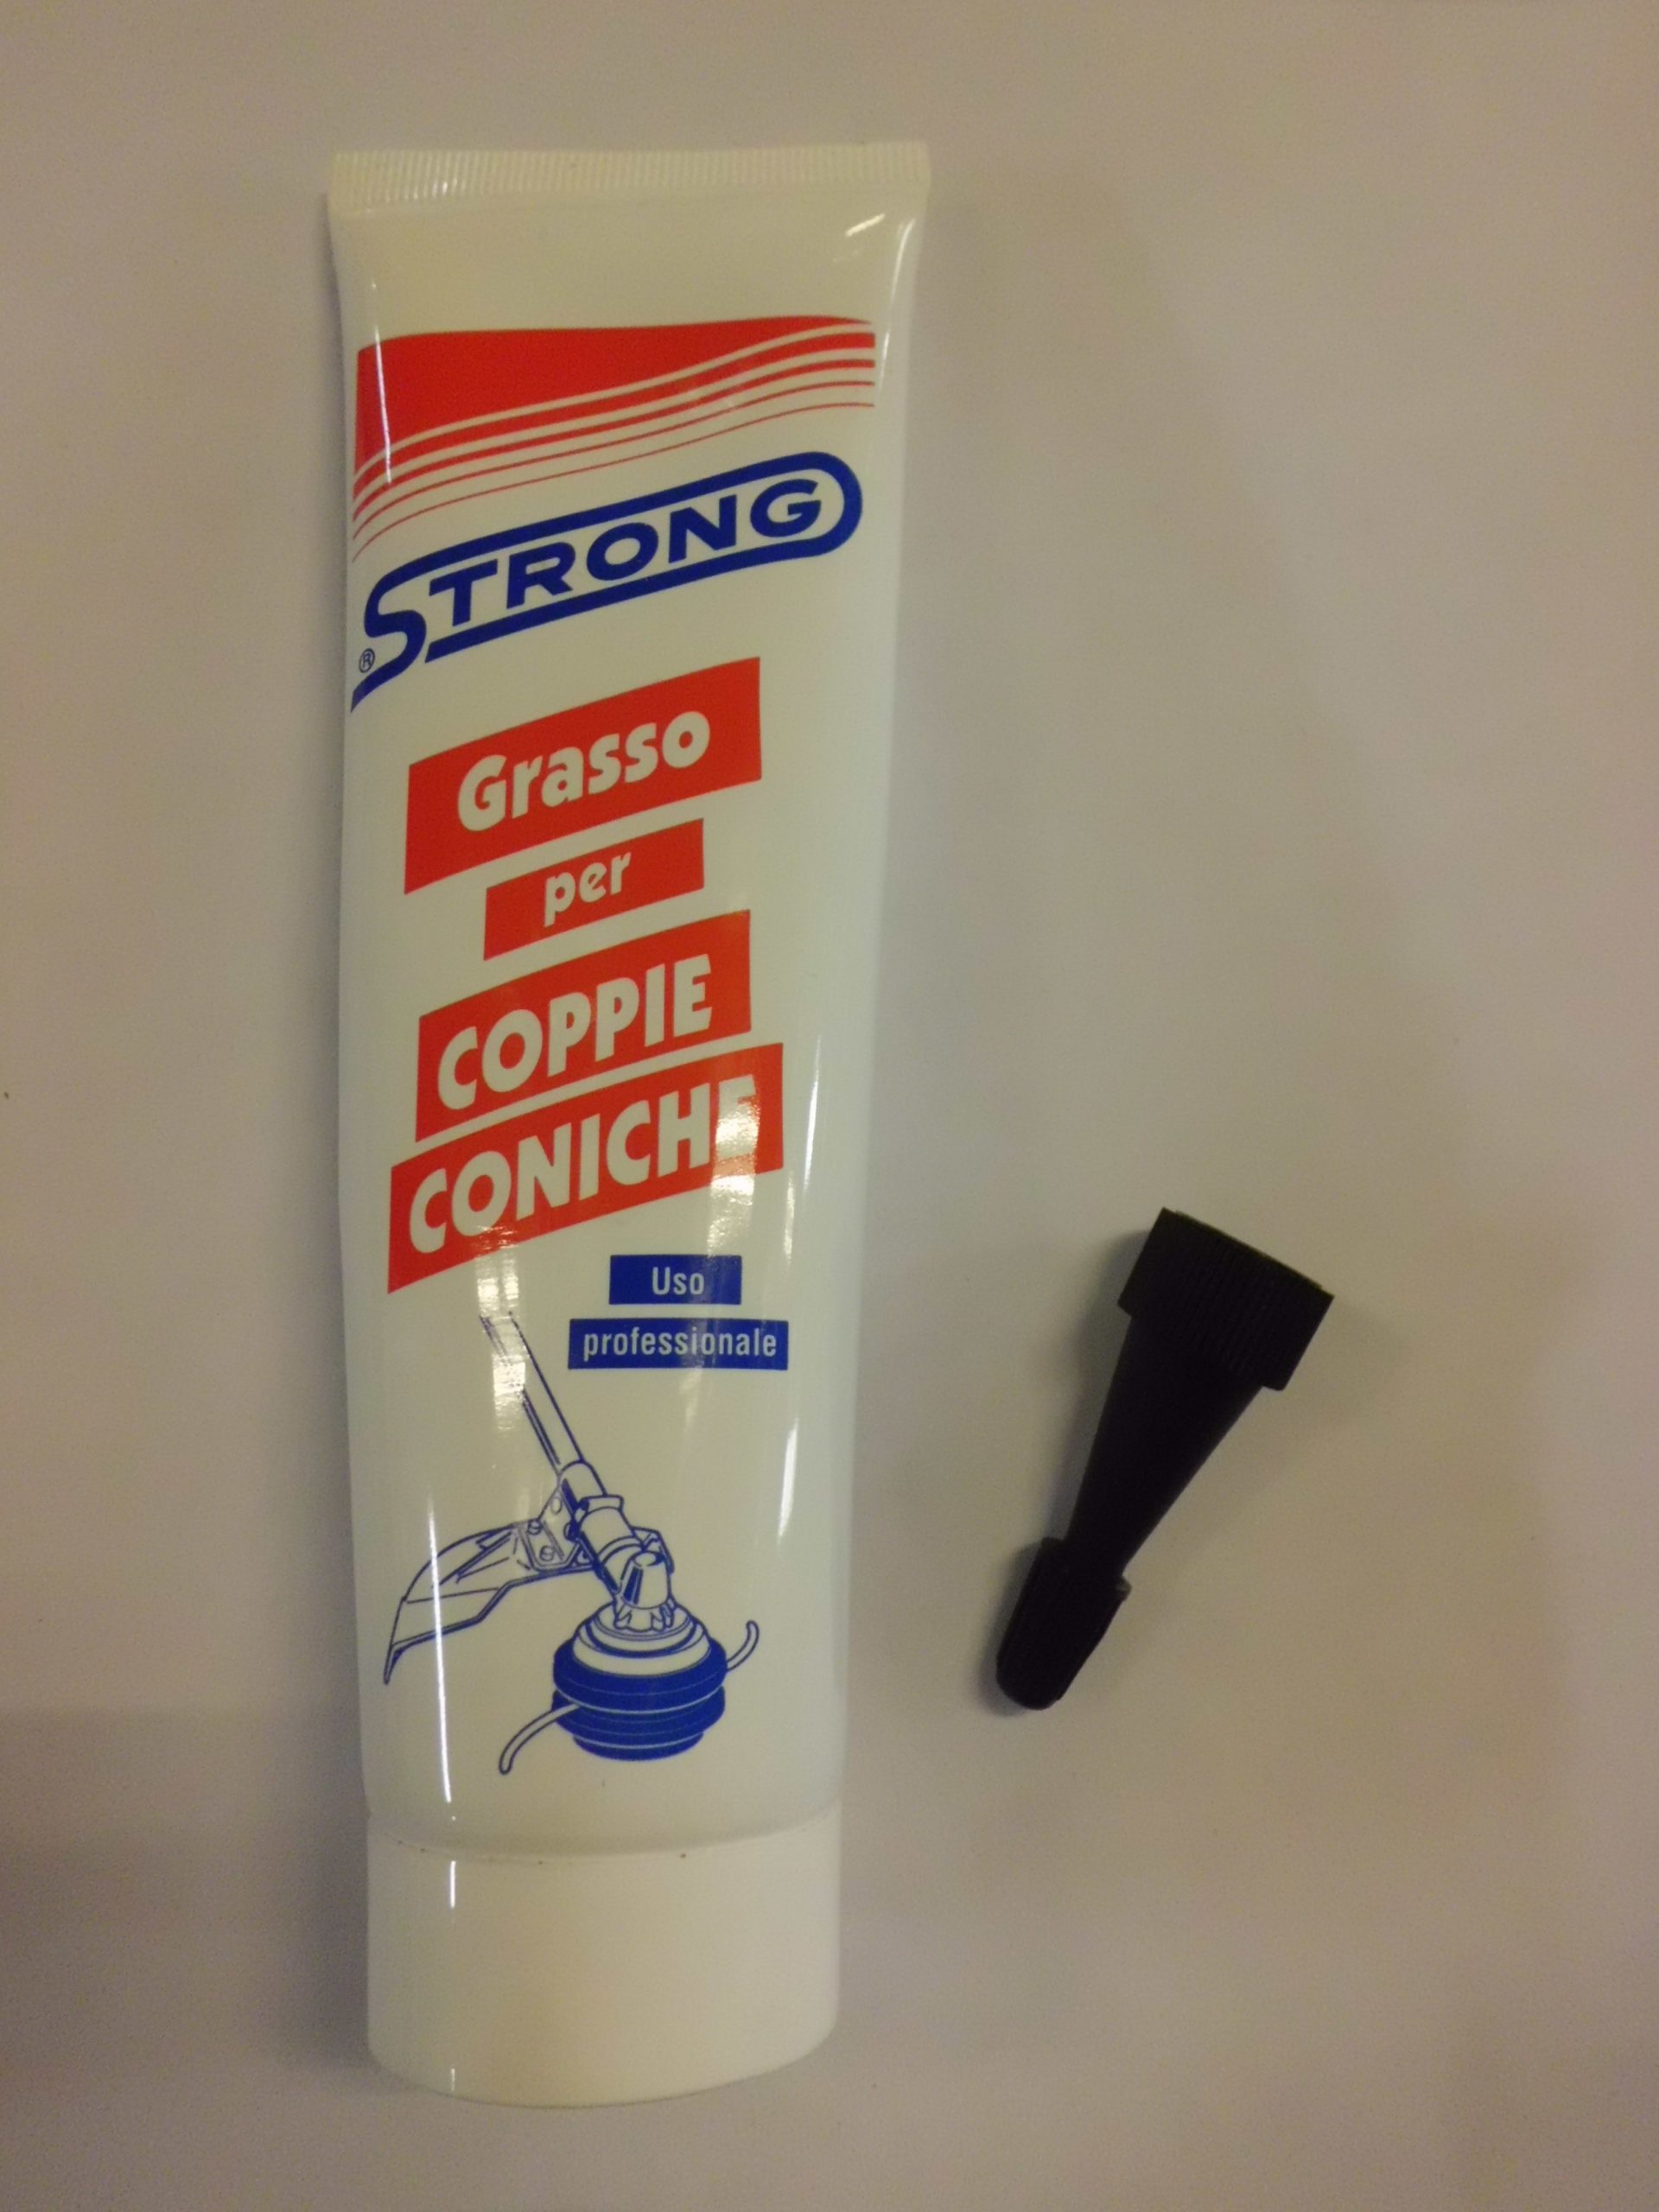 STRONG
®
Grasso
per
COPPIE
CONICHE
Uso
professionale